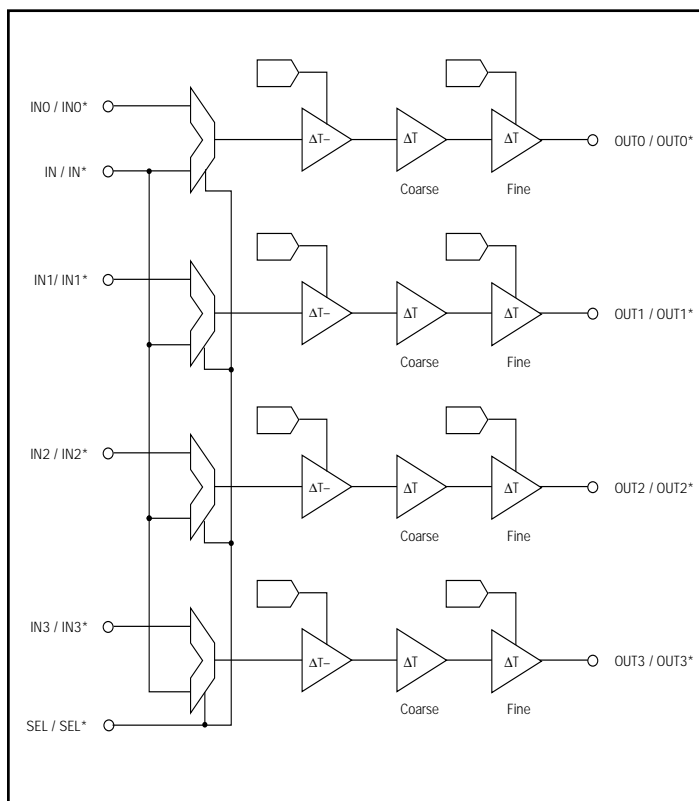 IN0 / IN0*
ΔT–
ΔT
ΔT
OUT0 / OUT0*
IN / IN*
Coarse
Fine
IN1/ IN1*
ΔT–
ΔT
ΔT
OUT1 / OUT1*
Coarse
Fine
IN2 / IN2*
ΔT–
ΔT
ΔT
OUT2 / OUT2*
Coarse
Fine
IN3 / IN3*
ΔT–
ΔT
ΔT
OUT3 / OUT3*
Coarse
Fine
SEL / SEL*